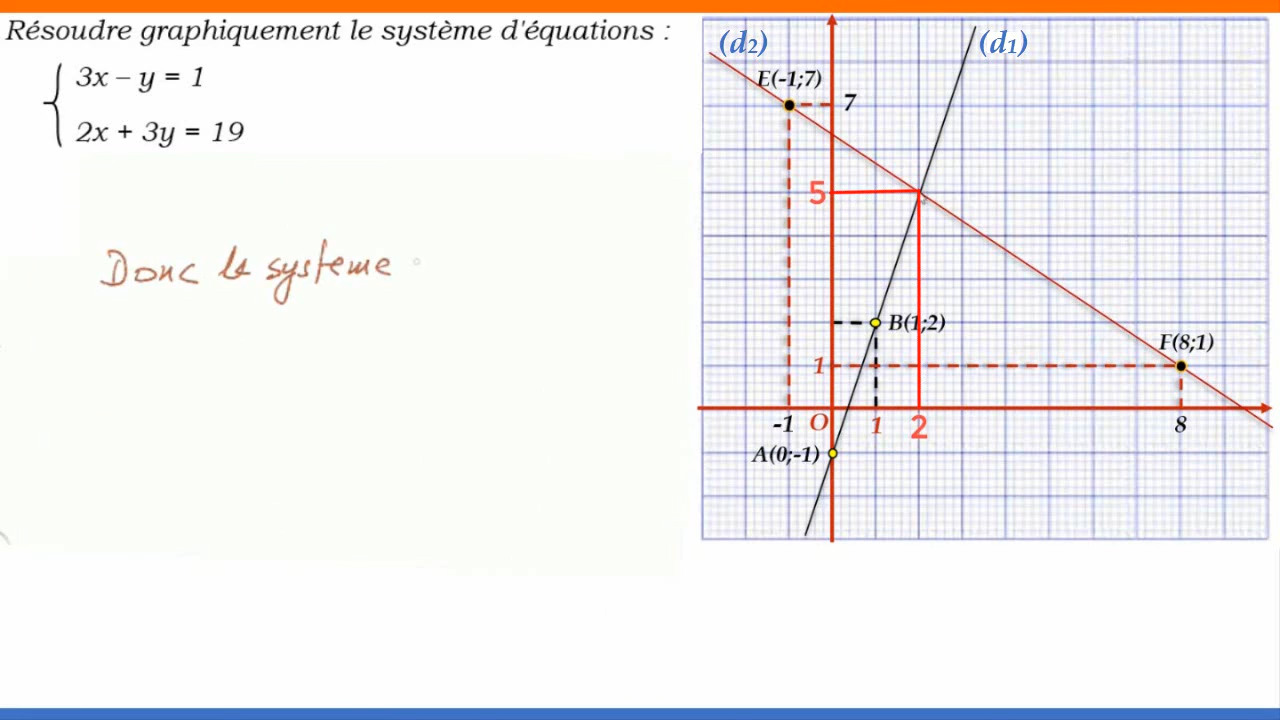 Résoudre graphiquement le système d'équations :
3x – y = 1
2x + 3y = 19
Donc le systeme
(d2)
(d1)
E(-1;7)
7
5
B(1;2)
F(8;1)
1
-1
O
1
2
8
A(0;-1)